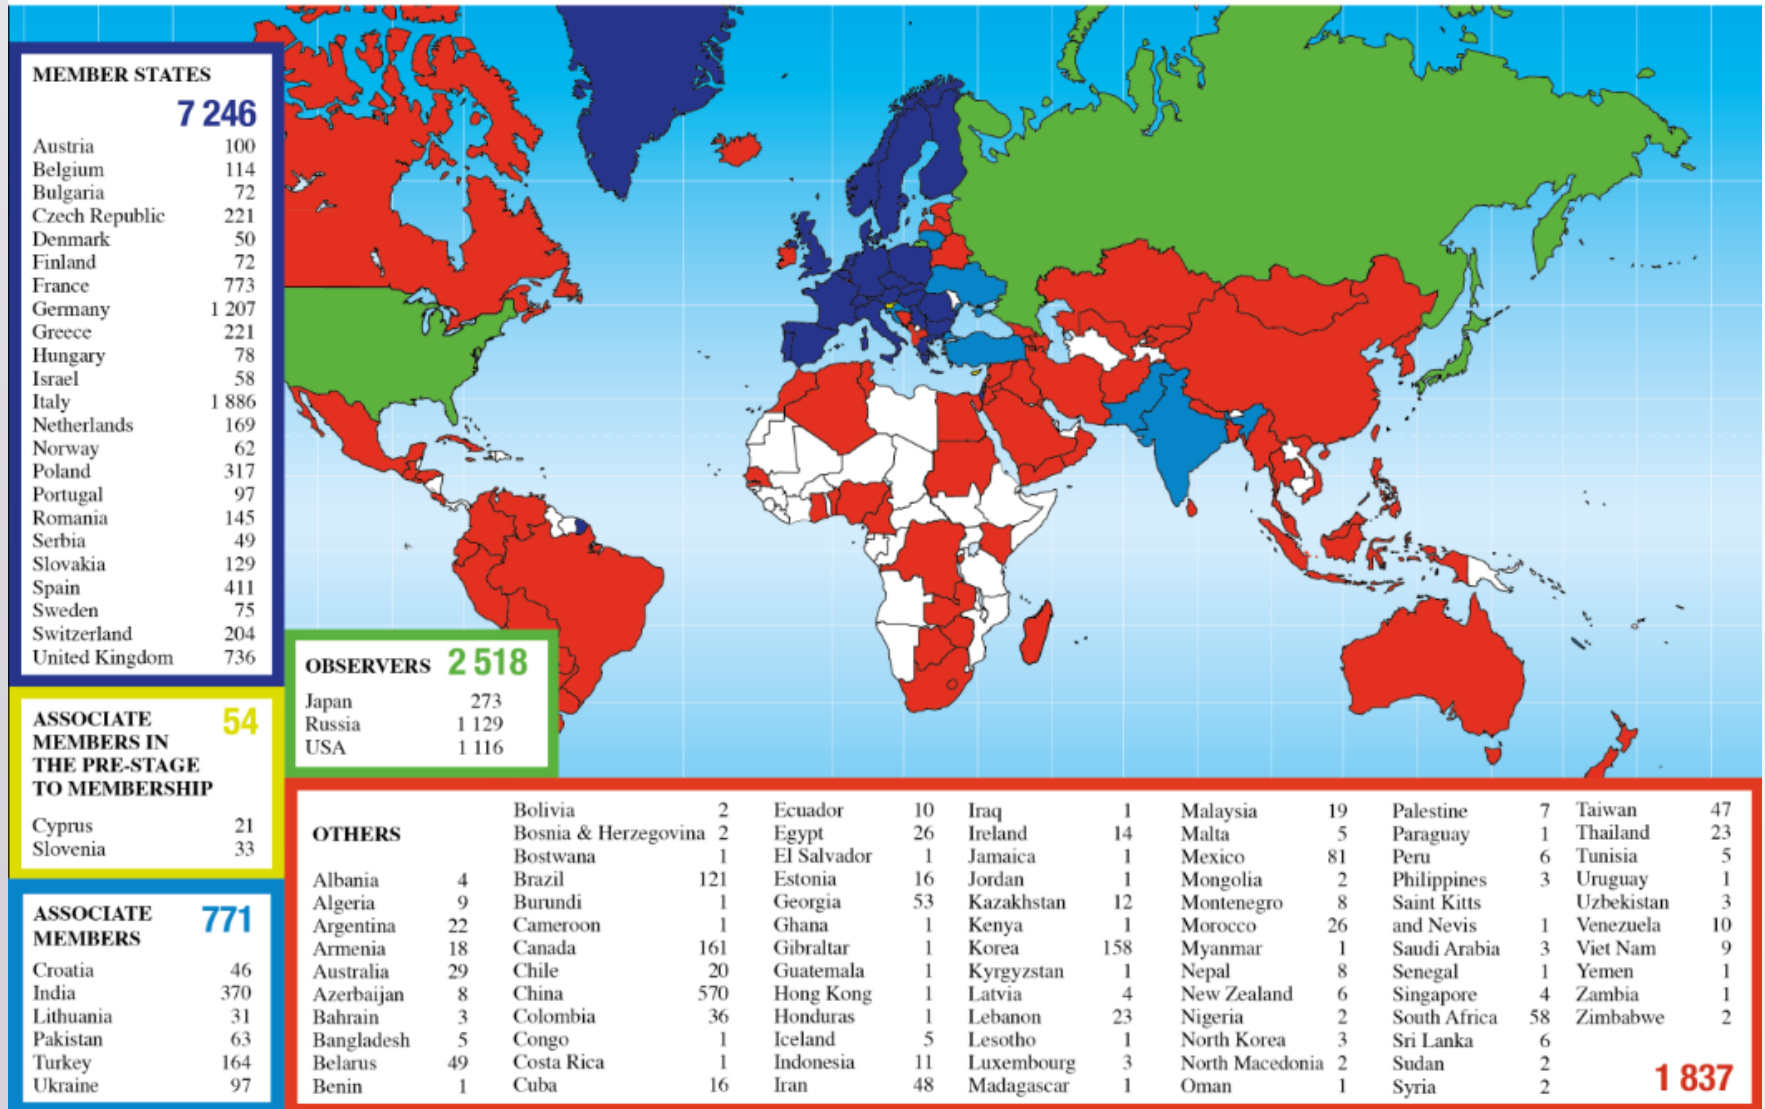 MEMBER STATES
7 246
Austria 100
Belgium 114
Bulgaria 72
Czech Republic 221
Denmark 50
Finland 72
France 773
Germany 1 207
Greece 221
Hungary 78
Israel 58
Italy 1 886
Netherlands 169
Norway 62
Poland 317
Portugal 97
Romania 145
Serbia 49
Slovakia 129
Spain 411
Sweden 75
Switzerland 204
United Kingdom 736
ASSOCIATE 54
MEMBERS IN
THE PRE-STAGE
TO MEMBERSHIP
Cyprus 21
Slovenia 33
ASSOCIATE 771
MEMBERS
Croatia 46
India 370
Lithuania 31
Pakistan 63
Turkey 164
Ukraine 97
OBSERVERS 2 518
Japan 273
Russia 1 129
USA 1 116
OTHERS
Albania 4
Algeria 9
Argentina 22
Armenia 18
Australia 29
Azerbaijan 8
Bahrain 3
Bangladesh 5
Belarus 49
Benin 1
Bolivia 2
Bosnia & Herzegovina 2
Bostwana 1
Brazil 121
Burundi 1
Cameroon 1
Canada 161
Chile 20
China 570
Colombia 36
Congo 1
Costa Rica 1
Cuba 16
Ecuador 10
Egypt 26
El Salvador 1
Estonia 16
Georgia 53
Ghana 1
Gibraltar 1
Guatemala 1
Hong Kong 1
Honduras 1
Iceland 5
Indonesia 11
Iran 48
Iraq 1
Ireland 14
Jamaica 1
Jordan 1
Kazakhstan 12
Kenya 1
Korea 158
Kyrgyzstan 1
Latvia 4
Lebanon 23
Lesotho 1
Luxembourg 3
Madagascar 1
Malaysia 19
Malta 5
Mexico 81
Mongolia 2
Montenegro 8
Morocco 26
Myanmar 1
Nepal 8
New Zealand 6
Nigeria 2
North Korea 3
North Macedonia 2
Oman 1
Palestine 7
Paraguay 1
Peru 6
Philippines 3
Saint Kitts
and Nevis 1
Saudi Arabia 3
Senegal 1
Singapore 4
South Africa 58
Sri Lanka 6
Sudan 2
Syria 2
Taiwan 47
Thailand 23
Tunisia 5
Uruguay 1
Uzbekistan 3
Venezuela 10
Viet Nam 9
Yemen 1
Zambia 1
Zimbabwe 2
1 837